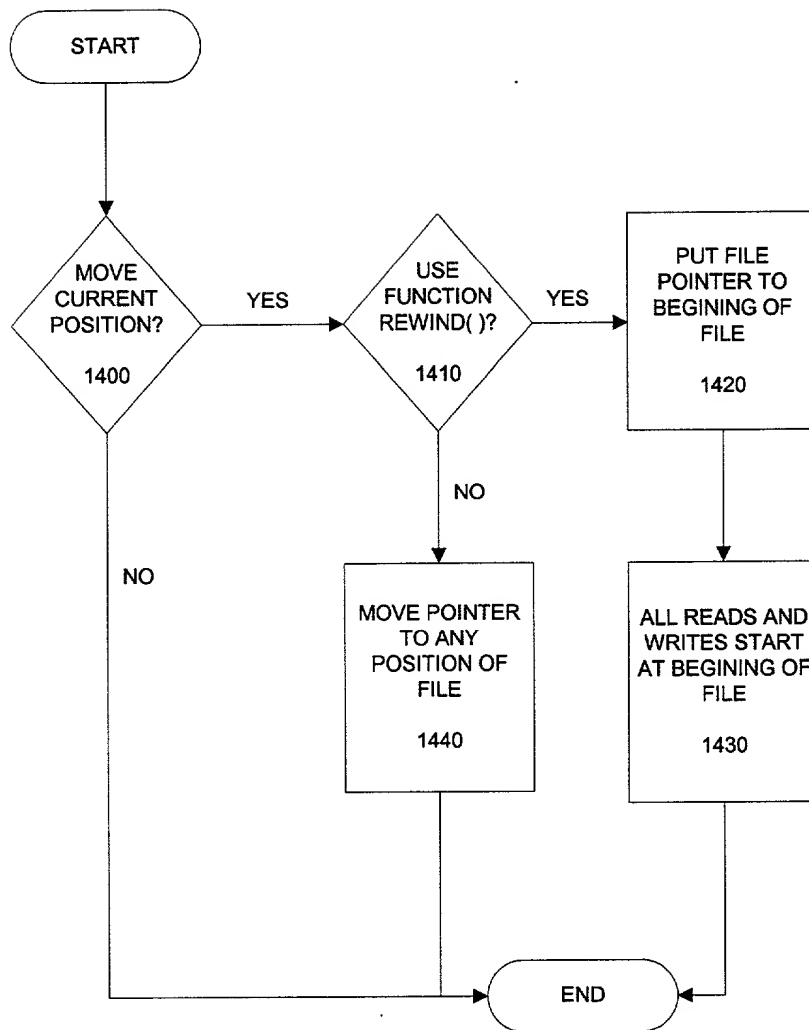 START
MOVE
CURRENT
POSITION?
1400
YES
USE
FUNCTION
REWIND( )?
1410
YES
PUT FILE
POINTER TO
BEGINING OF
FILE
1420
NO
NO
MOVE POINTER
TO ANY
POSITION OF
FILE
1440
ALL READS AND
WRITES START
AT BEGINING OF
FILE
1430
END